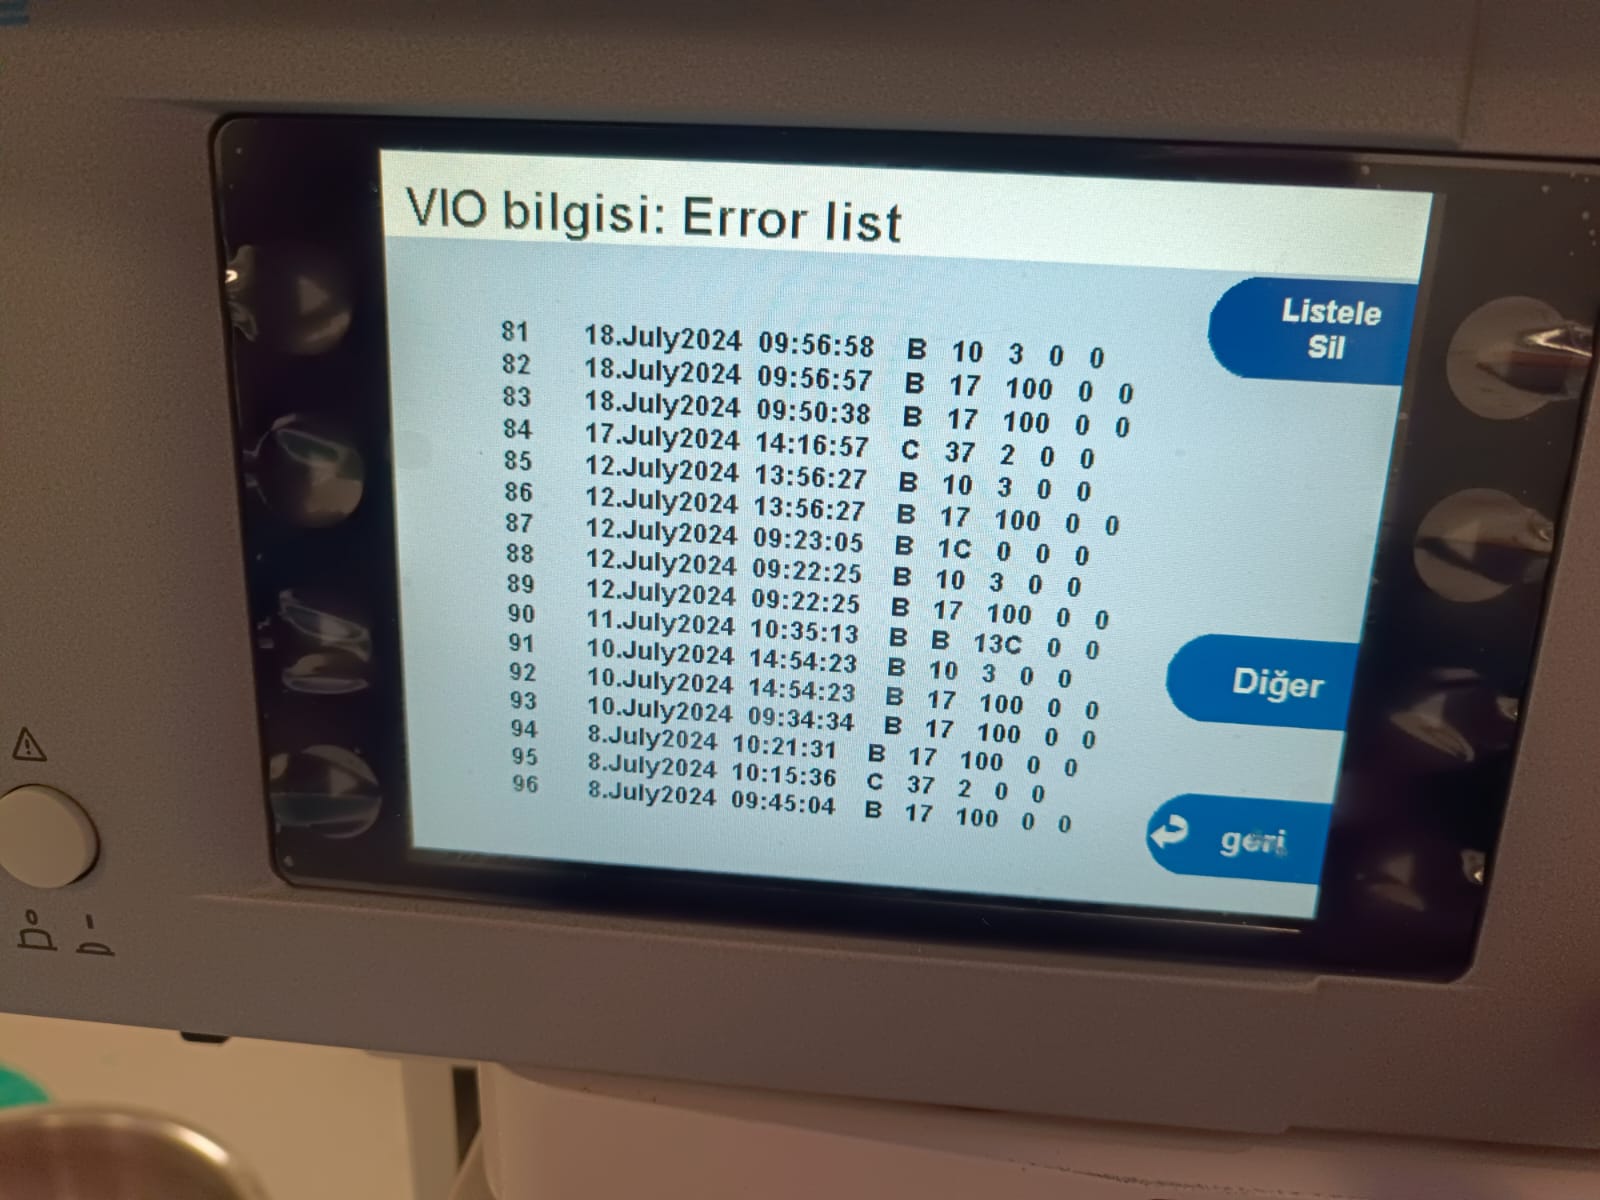 VIO bilgisi: Error list
Listele
Sil
81 18.July2024 09:56:58 B 10 3 0 0
82 18.July2024 09:56:57 B 17 100 0 0
83 18.July2024 09:50:38 B 17 100 0 0
84 17.July2024 14:16:57 C 37 2 0 0
85 12.July2024 13:56:27 B 10 3 0 0
86 12.July2024 13:56:27 B 17 100 0 0
87 12.July2024 09:23:05 B 1C 0 0 0
88 12.July2024 09:22:25 B 10 3 0 0
89 12.July2024 09:22:25 B 17 100 0 0
90 11.July2024 10:35:13 B B 13C 0 0
91 10.July2024 14:54:23 B 10 3 0 0
92 10.July2024 14:54:23 B 17 100 0 0
93 10.July2024 09:34:34 B 17 100 0 0
94 8.July2024 10:21:31 B 17 100 0 0
95 8.July2024 10:15:36 C 37 2 0 0
96 8.July2024 09:45:04 B 17 100 0 0
Diğer
geri